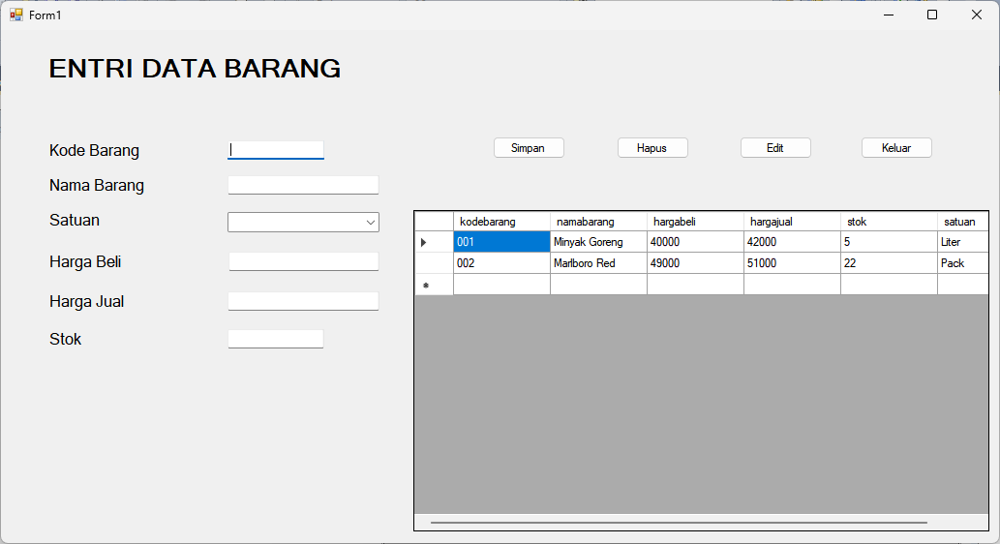 Form1
ENTRI DATA BARANG
Kode Barang
Simpan Hapus Edit Keluar
Nama Barang
Satuan
Harga Beli
Harga Jual
Stok
kodebarang namabarang hargabeli hargajual stok satuan
001 Minyak Goreng 40000 42000 5 Liter
002 Marlboro Red 49000 51000 22 Pack